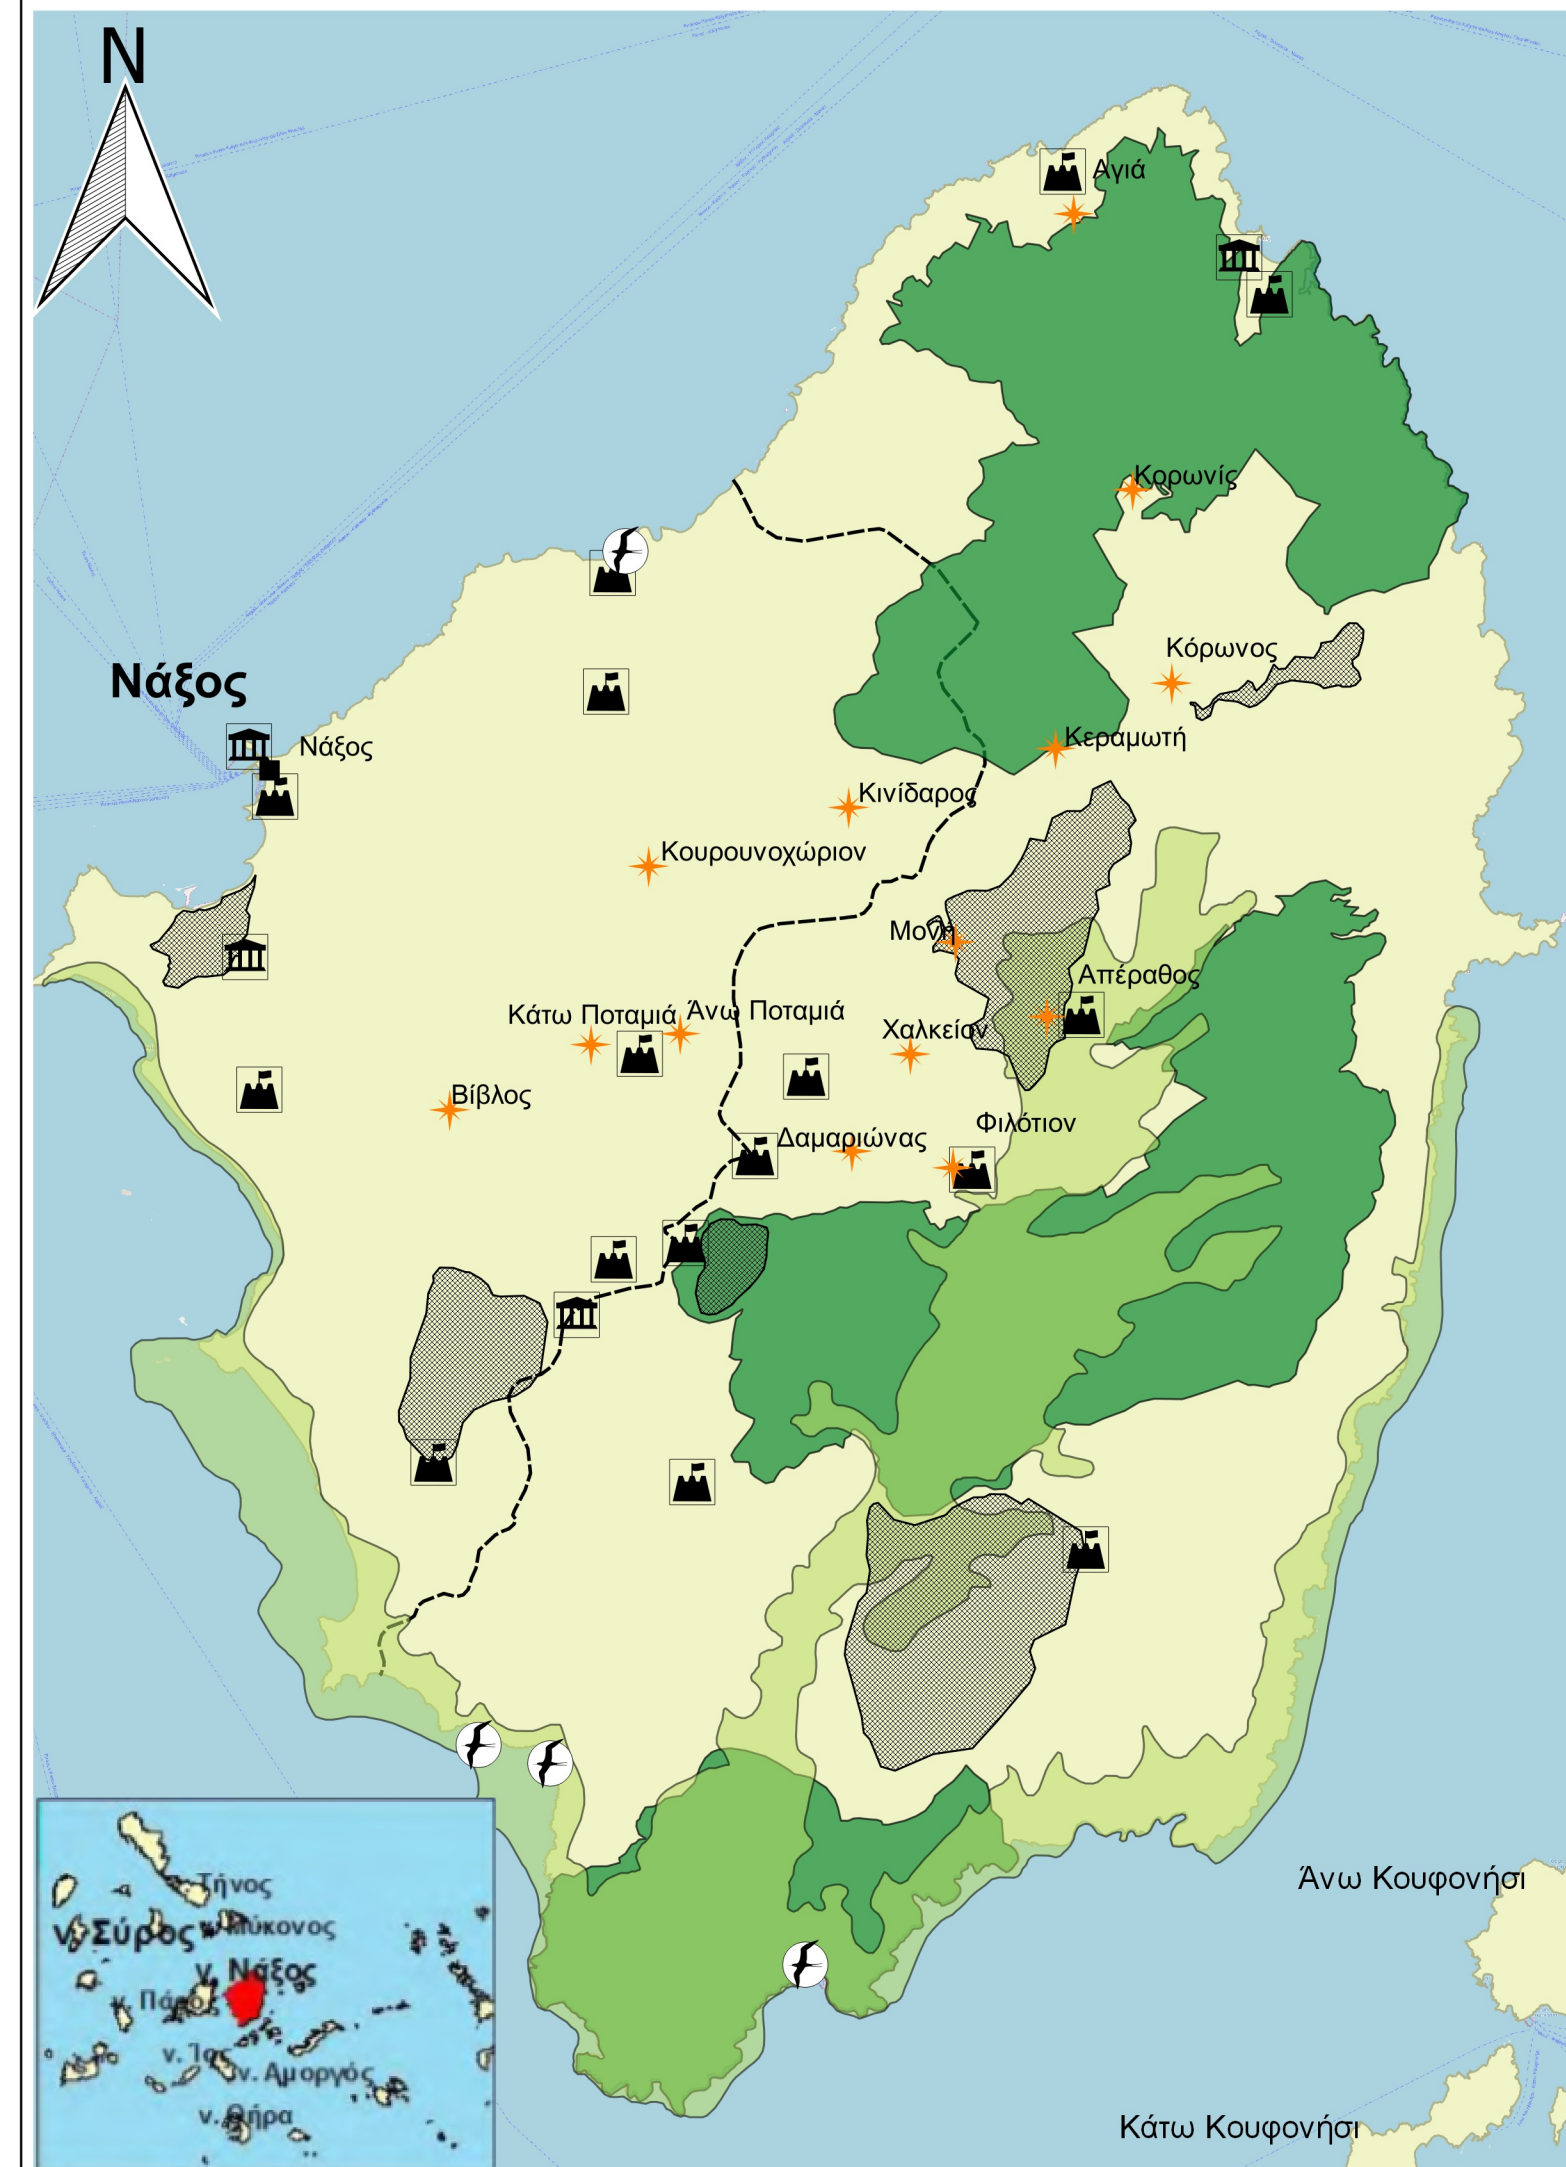 N
Αγιά
Κορωνίς
Κόρωνος
Νάξος
Κεραμωτή
Νάξος
Κινίδαρος
Κουρουνοχώριον
Μονή
Απέραθος
Κάτω Ποταμιά
Άνω Ποταμιά
Χαλκείον
Βίβλος
Φιλότιον
Δαμαριώνας
Άνω Κουφονήσι
Τήνος
ν. Σύρος
ν. Μύκονος
ν. Νάξος
ν. Πάρος
ν. Ίος
ν. Αμοργός
ν. Θήρα
Κάτω Κουφονήσι